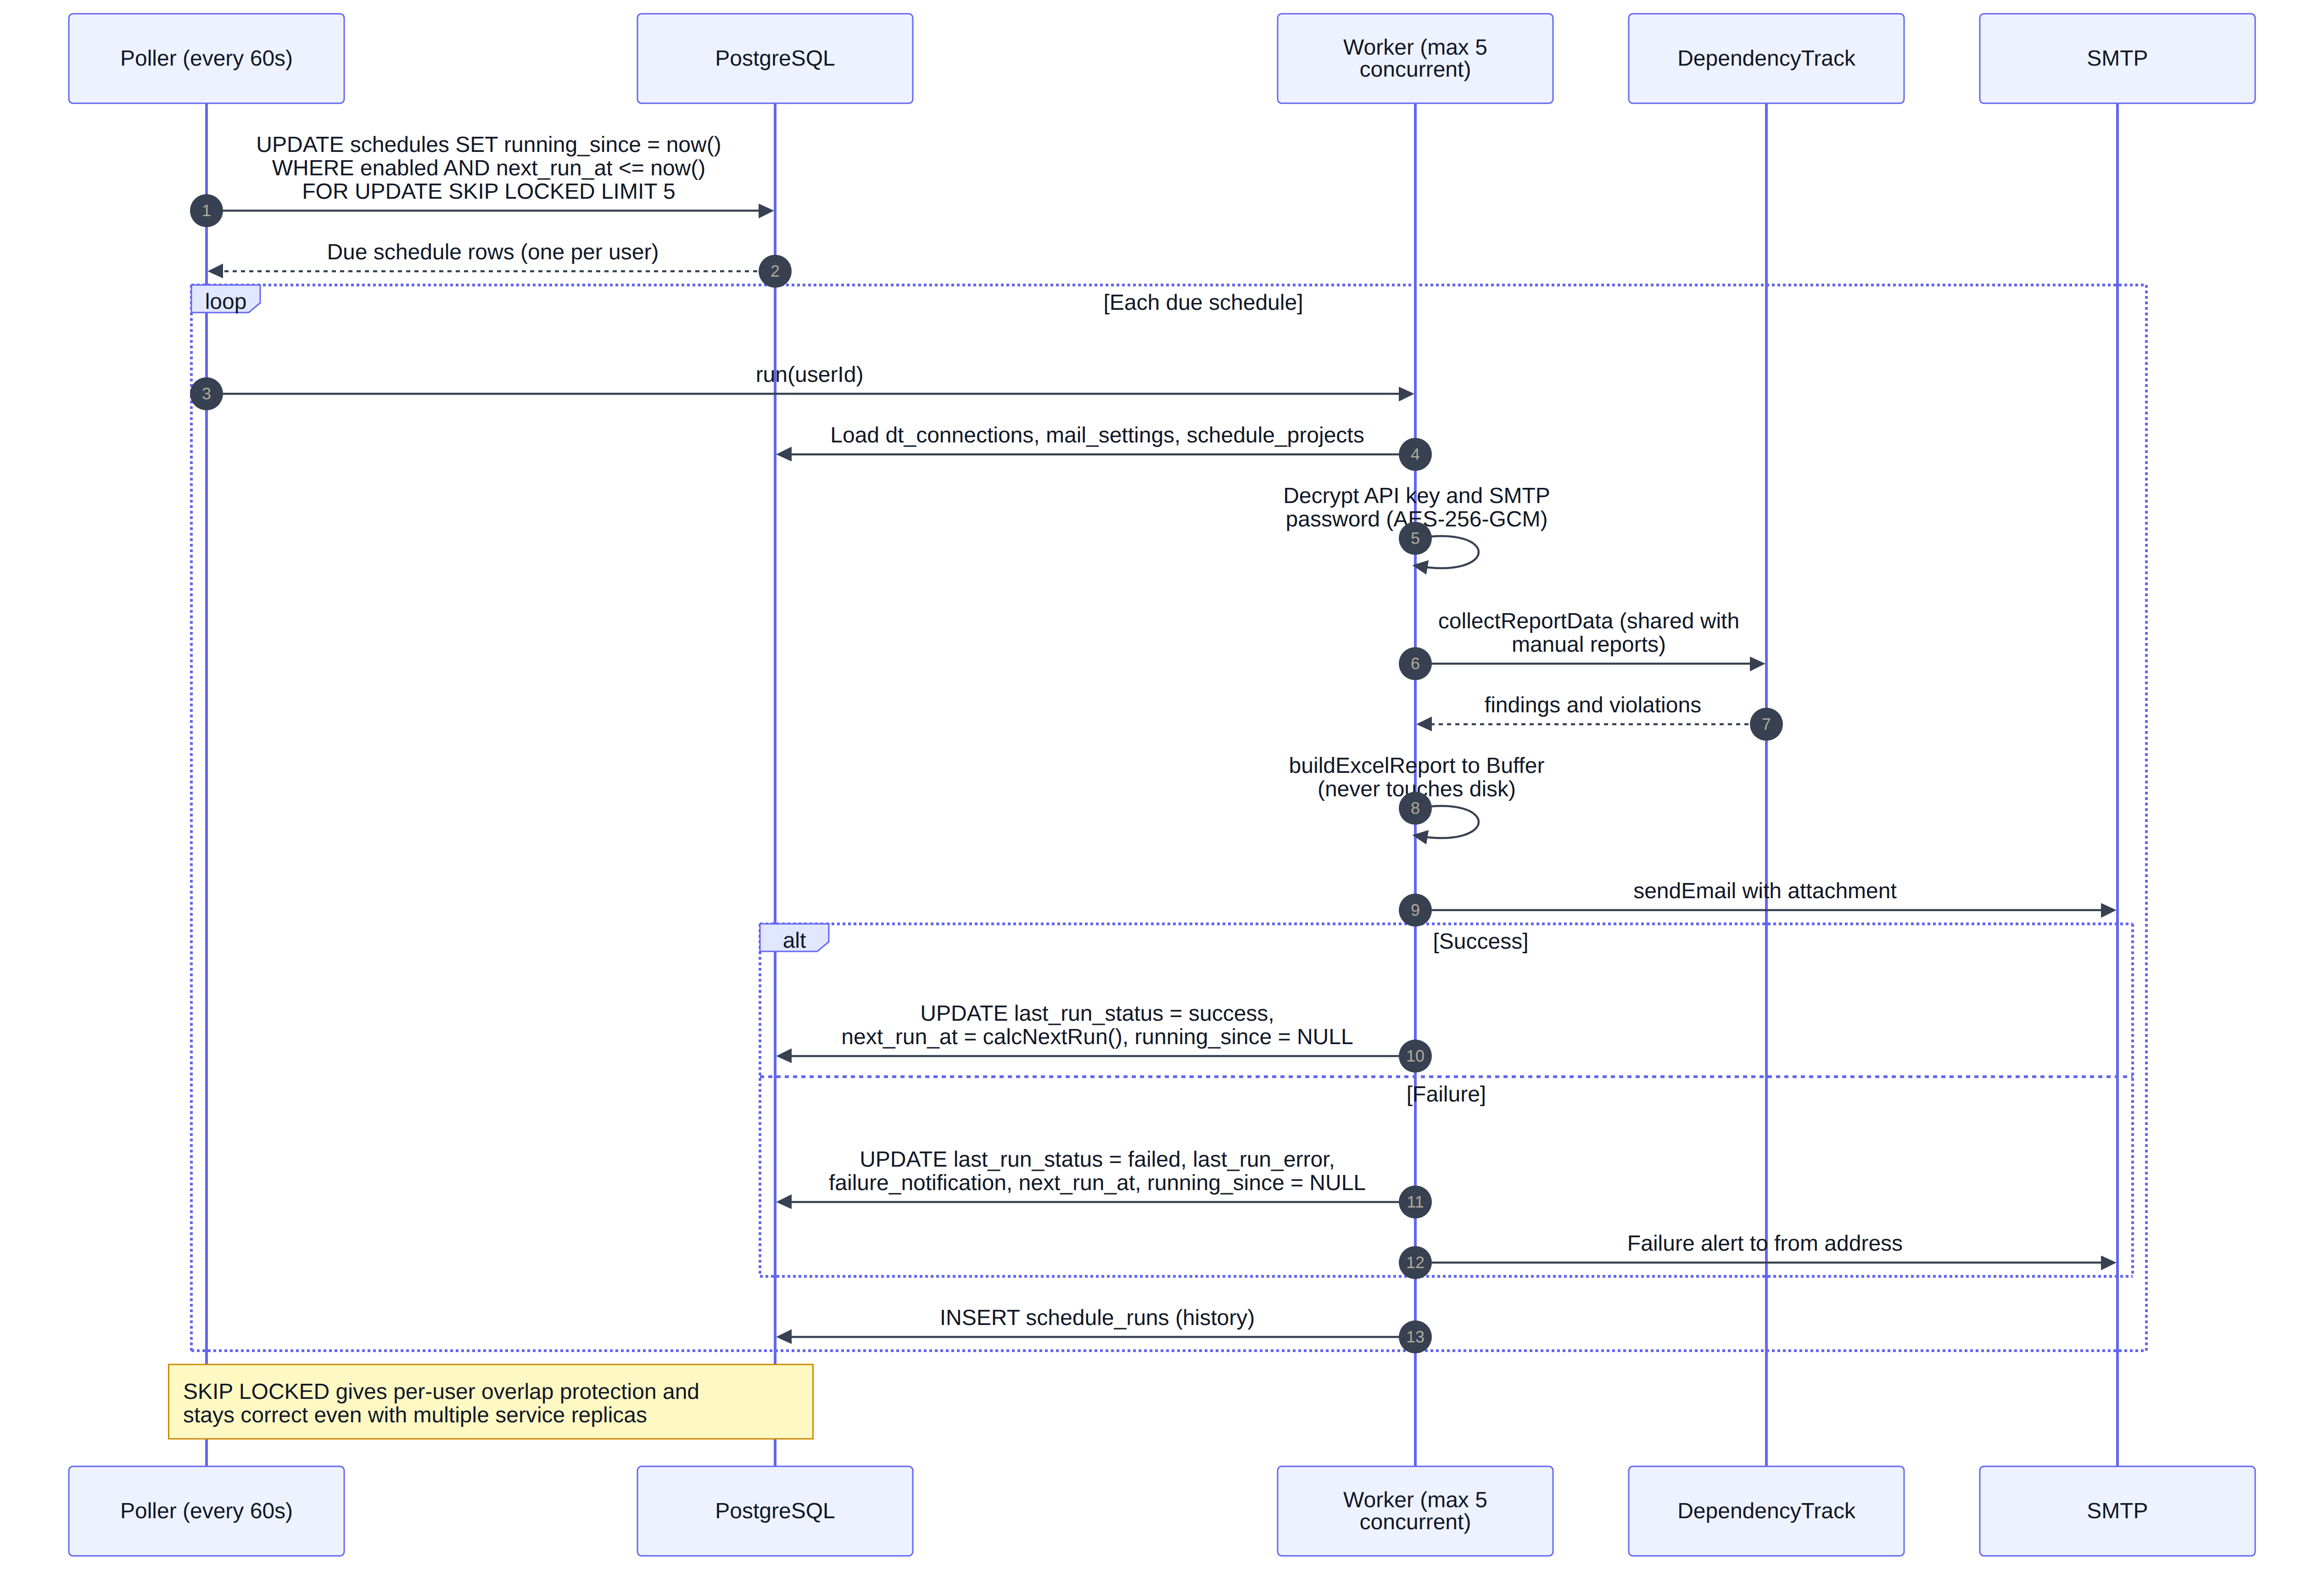 Poller (every 60s)
PostgreSQL
Worker (max 5
concurrent)
DependencyTrack
SMTP
UPDATE schedules SET running_since = now()
WHERE enabled AND next_run_at <= now()
FOR UPDATE SKIP LOCKED LIMIT 5
1
Due schedule rows (one per user)
2
loop
[Each due schedule]
run(userId)
3
Load dt_connections, mail_settings, schedule_projects
4
Decrypt API key and SMTP
password (AES-256-GCM)
5
collectReportData (shared with
manual reports)
6
findings and violations
7
buildExcelReport to Buffer
(never touches disk)
8
sendEmail with attachment
9
alt
[Success]
UPDATE last_run_status = success,
next_run_at = calcNextRun(), running_since = NULL
10
[Failure]
UPDATE last_run_status = failed, last_run_error,
failure_notification, next_run_at, running_since = NULL
11
Failure alert to from address
12
INSERT schedule_runs (history)
13
SKIP LOCKED gives per-user overlap protection and
stays correct even with multiple service replicas
Poller (every 60s)
PostgreSQL
Worker (max 5
concurrent)
DependencyTrack
SMTP